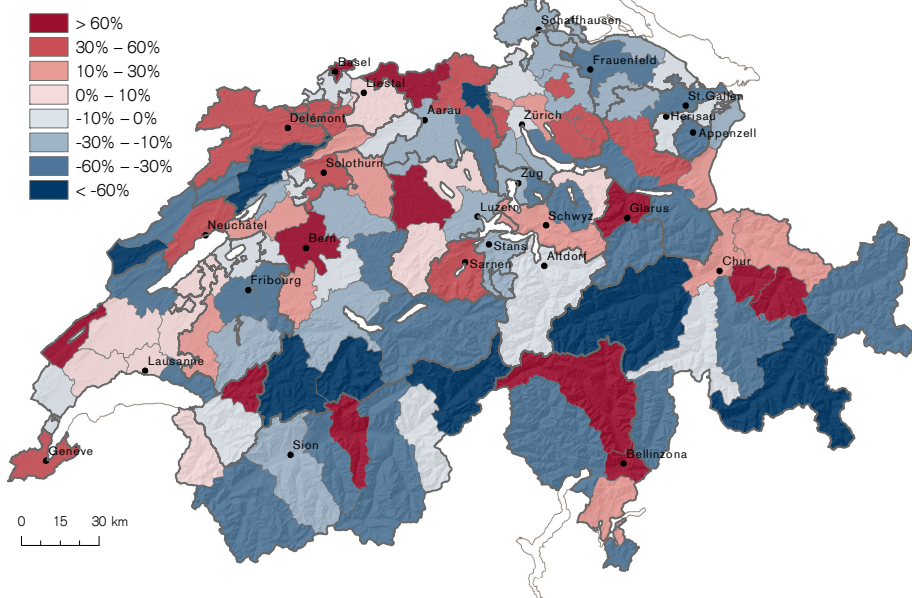 > 60%
30% – 60%
10% – 30%
0% – 10%
-10% – 0%
-30% – -10%
-60% – -30%
< -60%
Schaffhausen
Basel
Frauenfeld
Liestal
St.Gallen
Aarau
Herisau
Zürich
Delémont
Appenzell
Solothurn
Zug
Luzern
Glarus
Schwyz
Neuchâtel
Bern
Stans
Altdorf
Sarnen
Chur
Fribourg
Lausanne
Sion
Genève
Bellinzona
0 15 30 km